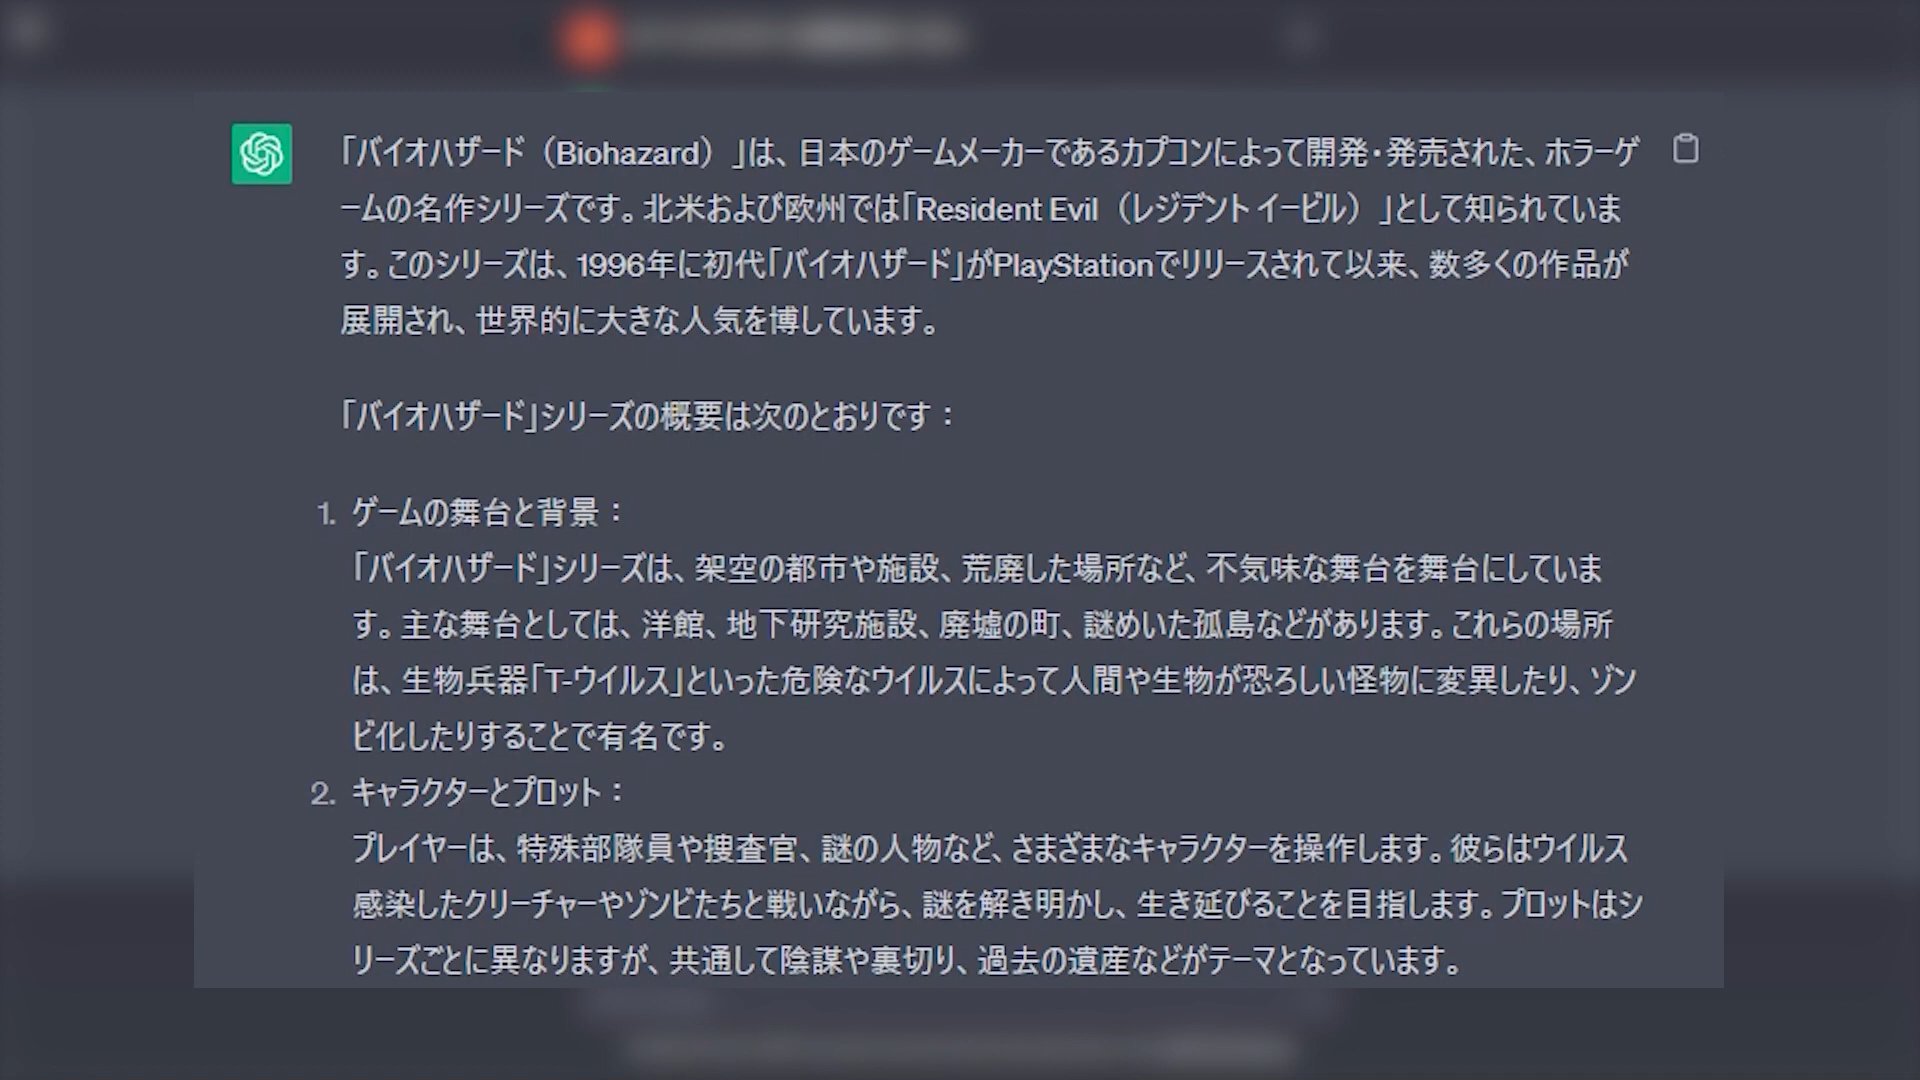 「バイオハザード（Biohazard）」は、日本のゲームメーカーであるカプコンによって開発・発売された、ホラーゲ
ームの名作シリーズです。北米および欧州では「Resident Evil（レジデント イービル）」として知られていま
す。このシリーズは、1996年に初代「バイオハザード」がPlayStationでリリースされて以来、数多くの作品が
展開され、世界的に大きな人気を博しています。
「バイオハザード」シリーズの概要は次のとおりです：
1. ゲームの舞台と背景：
「バイオハザード」シリーズは、架空の都市や施設、荒廃した場所など、不気味な舞台を舞台にしていま
す。主な舞台としては、洋館、地下研究施設、廃墟の町、謎めいた孤島などがあります。これらの場所
は、生物兵器「T-ウイルス」といった危険なウイルスによって人間や生物が恐ろしい怪物に変異したり、ゾン
ビ化したりすることで有名です。
2. キャラクターとプロット：
プレイヤーは、特殊部隊員や捜査官、謎の人物など、さまざまなキャラクターを操作します。彼らはウイルス
感染したクリーチャーやゾンビたちと戦いながら、謎を解き明かし、生き延びることを目指します。プロットはシ
リーズごとに異なりますが、共通して陰謀や裏切り、過去の遺産などがテーマとなっています。